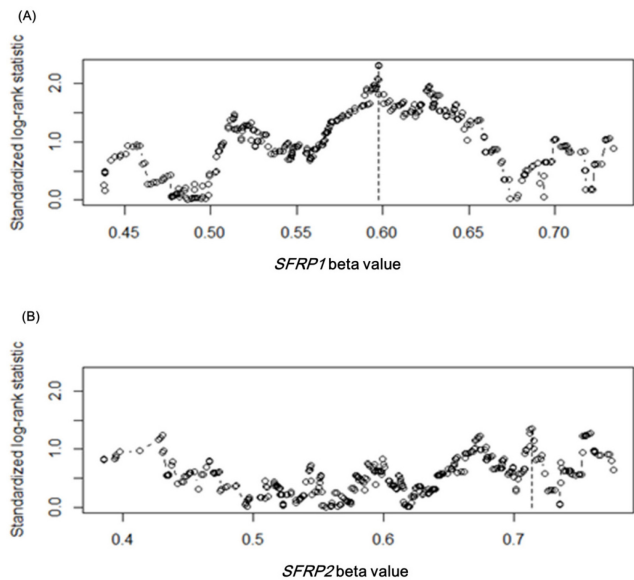 (A)
Standardized log-rank statistic
2.0
1.0
0.0
0.45 0.50 0.55 0.60 0.65 0.70
SFRP1 beta value
(B)
Standardized log-rank statistic
2.0
1.0
0.0
0.4 0.5 0.6 0.7
SFRP2 beta value